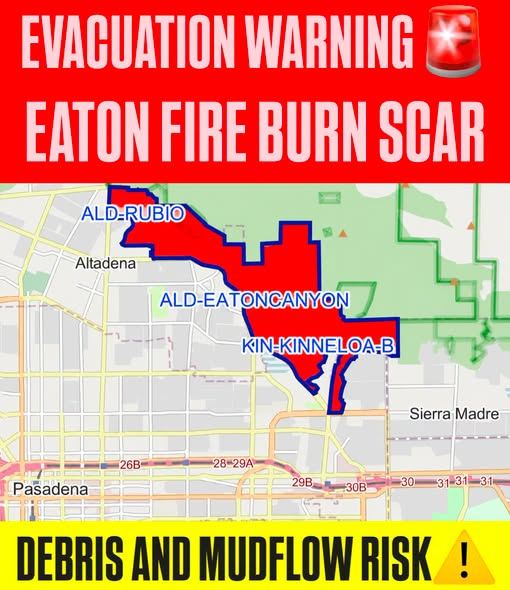 EVACUATION WARNING
EATON FIRE BURN SCAR
ALD-RUBIO
Altadena
ALD-EATONCANYON
KIN-KINNELOA-B
Sierra Madre
26B 28 29A 29B 30B 30 31 31 31
Pasadena
DEBRIS AND MUDFLOW RISK